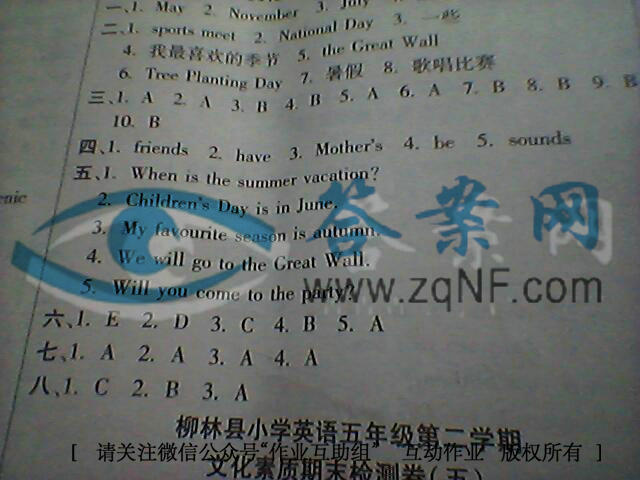 一、1. May 2. November 3. July
二、1. sports meet 2. National Day 3. 一些
4. 我最喜欢的季节 5. the Great Wall
6. Tree Planting Day 7. 暑假 8. 歌唱比赛
三、1. A 2. A 3. B 4. B 5. A 6. A 7. B 8. B 9. B
10. B
四、1. friends 2. have 3. Mother's 4. be 5. sounds
五、1. When is the summer vacation?
2. Children's Day is in June.
3. My favourite season is autumn.
4. We will go to the Great Wall.
5. Will you come to the party?
六、1. E 2. D 3. C 4. B 5. A
七、1. A 2. A 3. A 4. A
八、1. C 2. B 3. A
柳林县小学英语五年级第二学期
文化素质期末检测卷(五)
答案网
www.zqNF.com
[ 请关注微信公众号"作业互助组" 互动作业 版权所有 ]